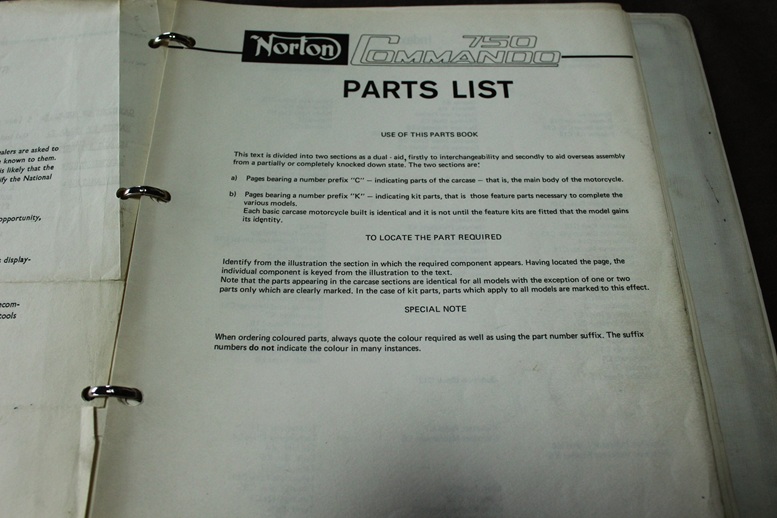 alers are asked to
known to them.
is likely that the
fy the National
opportunity,
display-
ecom-
tools
Norton 750
COMMANDO
PARTS LIST
USE OF THIS PARTS BOOK
This text is divided into two sections as a dual - aid, firstly to interchangeability and secondly to aid overseas assembly
from a partially or completely knocked down state. The two sections are:
a) Pages bearing a number prefix "C" — indicating parts of the carcase — that is, the main body of the motorcycle.
b) Pages bearing a number prefix "K" — indicating kit parts, that is those feature parts necessary to complete the
various models.
Each basic carcase motorcycle built is identical and it is not until the feature kits are fitted that the model gains
its identity.
TO LOCATE THE PART REQUIRED
Identify from the illustration the section in which the required component appears. Having located the page, the
individual component is keyed from the illustration to the text.
Note that the parts appearing in the carcase sections are identical for all models with the exception of one or two
parts only which are clearly marked. In the case of kit parts, parts which apply to all models are marked to this effect.
SPECIAL NOTE
When ordering coloured parts, always quote the colour required as well as using the part number suffix. The suffix
numbers do not indicate the colour in many instances.